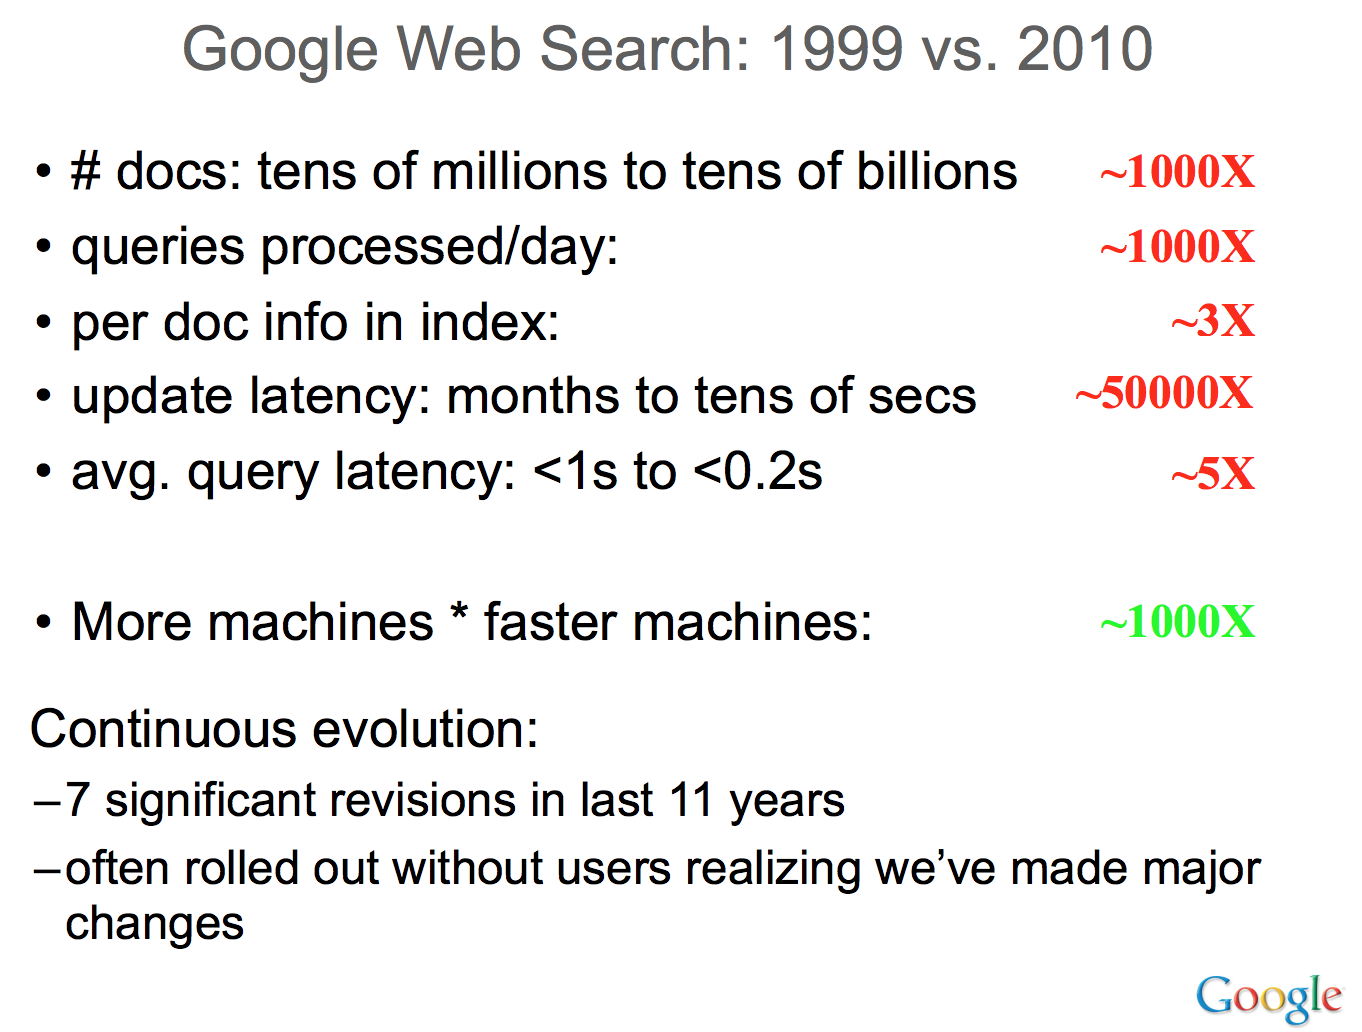 Google Web Search: 1999 vs. 2010
• # docs: tens of millions to tens of billions ~1000X
• queries processed/day: ~1000X
• per doc info in index: ~3X
• update latency: months to tens of secs ~50000X
• avg. query latency: <1s to <0.2s ~5X
• More machines * faster machines: ~1000X
Continuous evolution:
–7 significant revisions in last 11 years
–often rolled out without users realizing we’ve made major
changes
Google